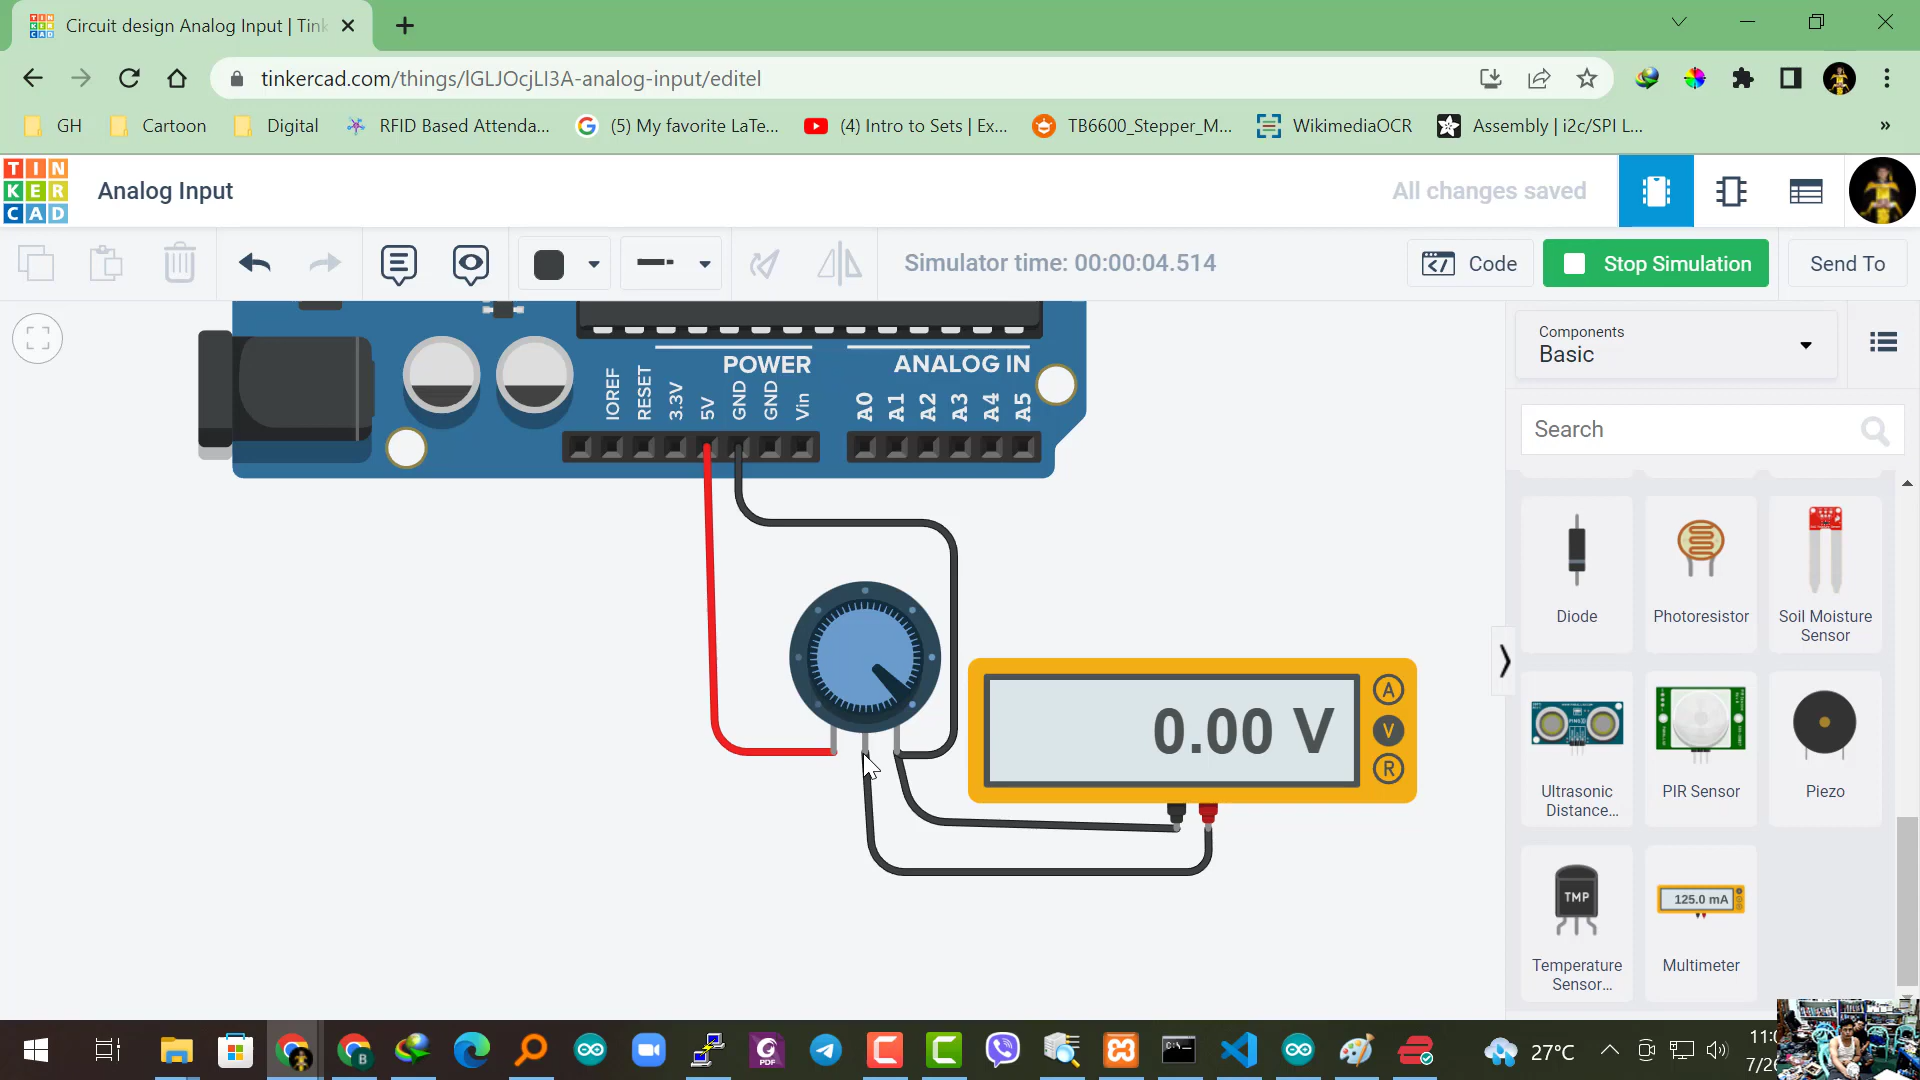 Circuit design Analog Input | Tink
tinkercad.com/things/lGLJOcjLI3A-analog-input/editel
GH
Cartoon
Digital
RFID Based Attenda...
(5) My favorite LaTe...
(4) Intro to Sets | Ex...
TB6600_Stepper_M...
WikimediaOCR
Assembly | i2c/SPI L...
»
TIN
KER
CAD
Analog Input
All changes saved
Simulator time: 00:00:04.514
Code
Stop Simulation
Send To
POWER
ANALOG IN
IOREF
RESET
3.3V
5V
GND
GND
Vin
A0
A1
A2
A3
A4
A5
0.00 V
A
V
R
Components
Basic
Search
Diode
Photoresistor
Soil Moisture
Sensor
Ultrasonic
Distance...
PIR Sensor
Piezo
TMP
125.0 mA
Temperature
Sensor...
Multimeter
B
PDF
27°C